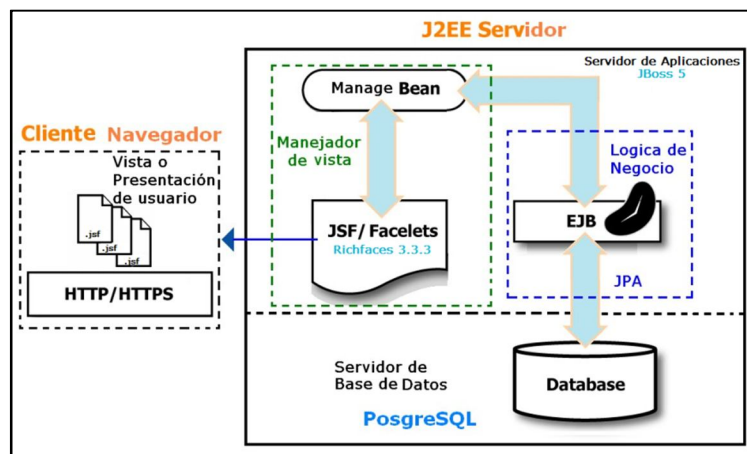 J2EE Servidor
Servidor de Aplicaciones
JBoss 5
Manage Bean
Cliente Navegador
Manejador
de vista
Vista o
Presentación
de usuario
.jsf
.jsf
.jsf
HTTP/HTTPS
JSF/ Facelets
Richfaces 3.3.3
Logica de
Negocio
EJB
JPA
Servidor de
Base de Datos
Database
PosgreSQL